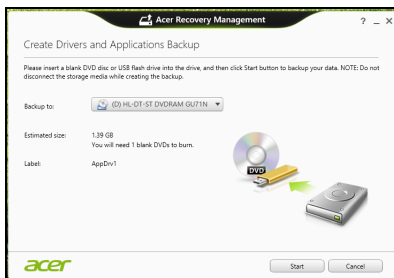 Acer Recovery Management
Create Drivers and Applications Backup
Please insert a blank DVD disc or USB flash drive into the drive, and then click Start button to backup your data. NOTE: Do not
disconnect the storage media while creating the backup.
Backup to: (D) HL-DT-ST DVDRAM GU71N
Estimated size: 1.39 GB
You will need 1 blank DVDs to burn.
Label: AppDrv1
DVD
acer
Start Cancel